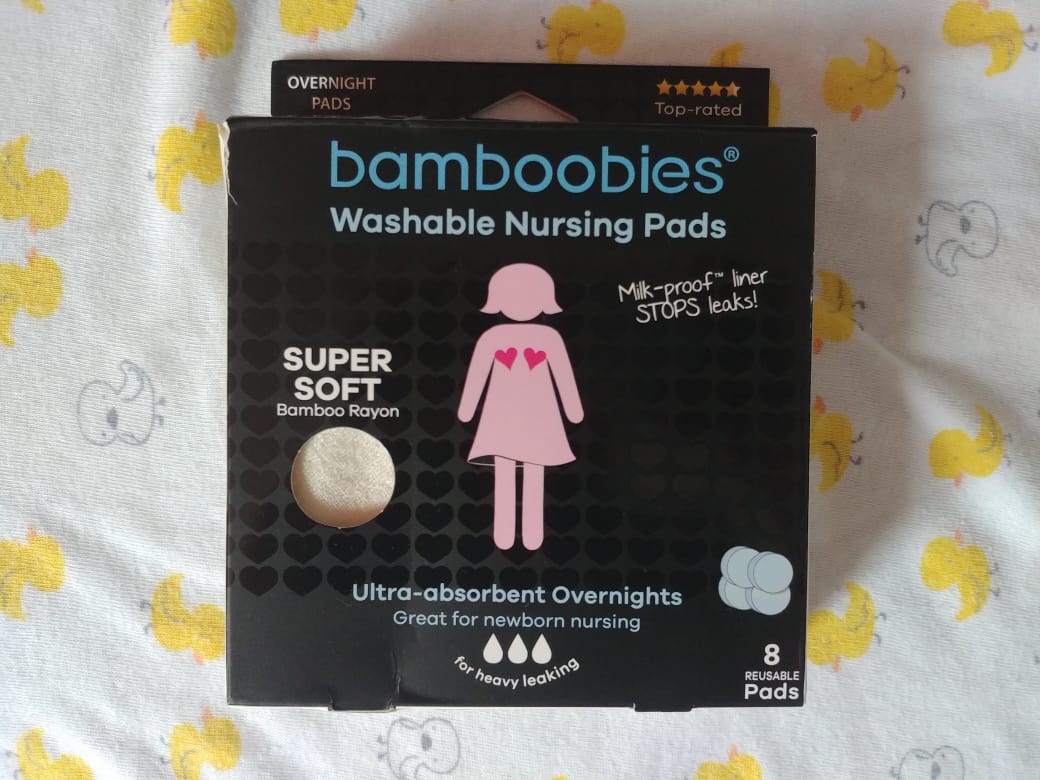 OVERNIGHT
PADS
Top-rated
bamboobies®
Washable Nursing Pads
Milk-proof™ liner
STOPS leaks!
SUPER
SOFT
Bamboo Rayon
Ultra-absorbent Overnights
Great for newborn nursing
for heavy leaking
8
REUSABLE
Pads